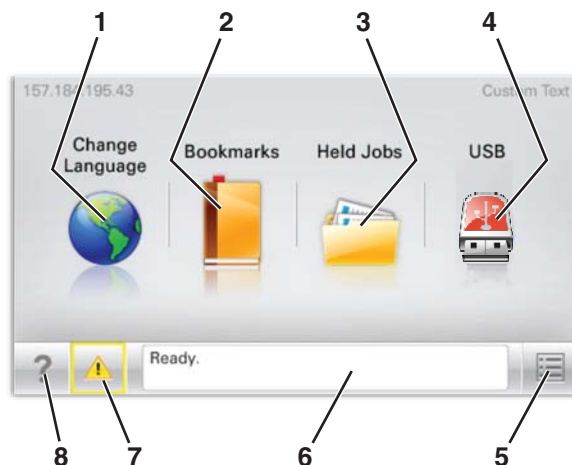 1 2 3 4
157.184.195.43 Custom Text
Change Language Bookmarks Held Jobs USB
? ! Ready.
8 7 6 5